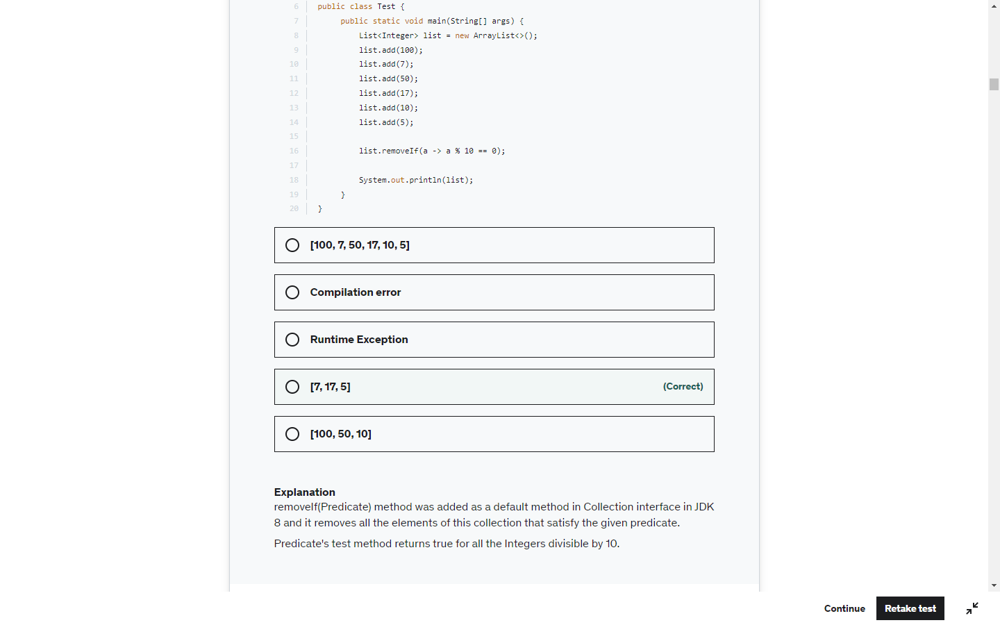 6 public class Test {
7 public static void main(String[] args) {
8 List<Integer> list = new ArrayList<>();
9 list.add(100);
10 list.add(7);
11 list.add(50);
12 list.add(17);
13 list.add(10);
14 list.add(5);
15
16 list.removeIf(a -> a % 10 == 0);
17
18 System.out.println(list);
19 }
20 }
[100, 7, 50, 17, 10, 5]
Compilation error
Runtime Exception
[7, 17, 5] (Correct)
[100, 50, 10]
Explanation
removeIf(Predicate) method was added as a default method in Collection interface in JDK
8 and it removes all the elements of this collection that satisfy the given predicate.
Predicate's test method returns true for all the Integers divisible by 10.
Continue Retake test